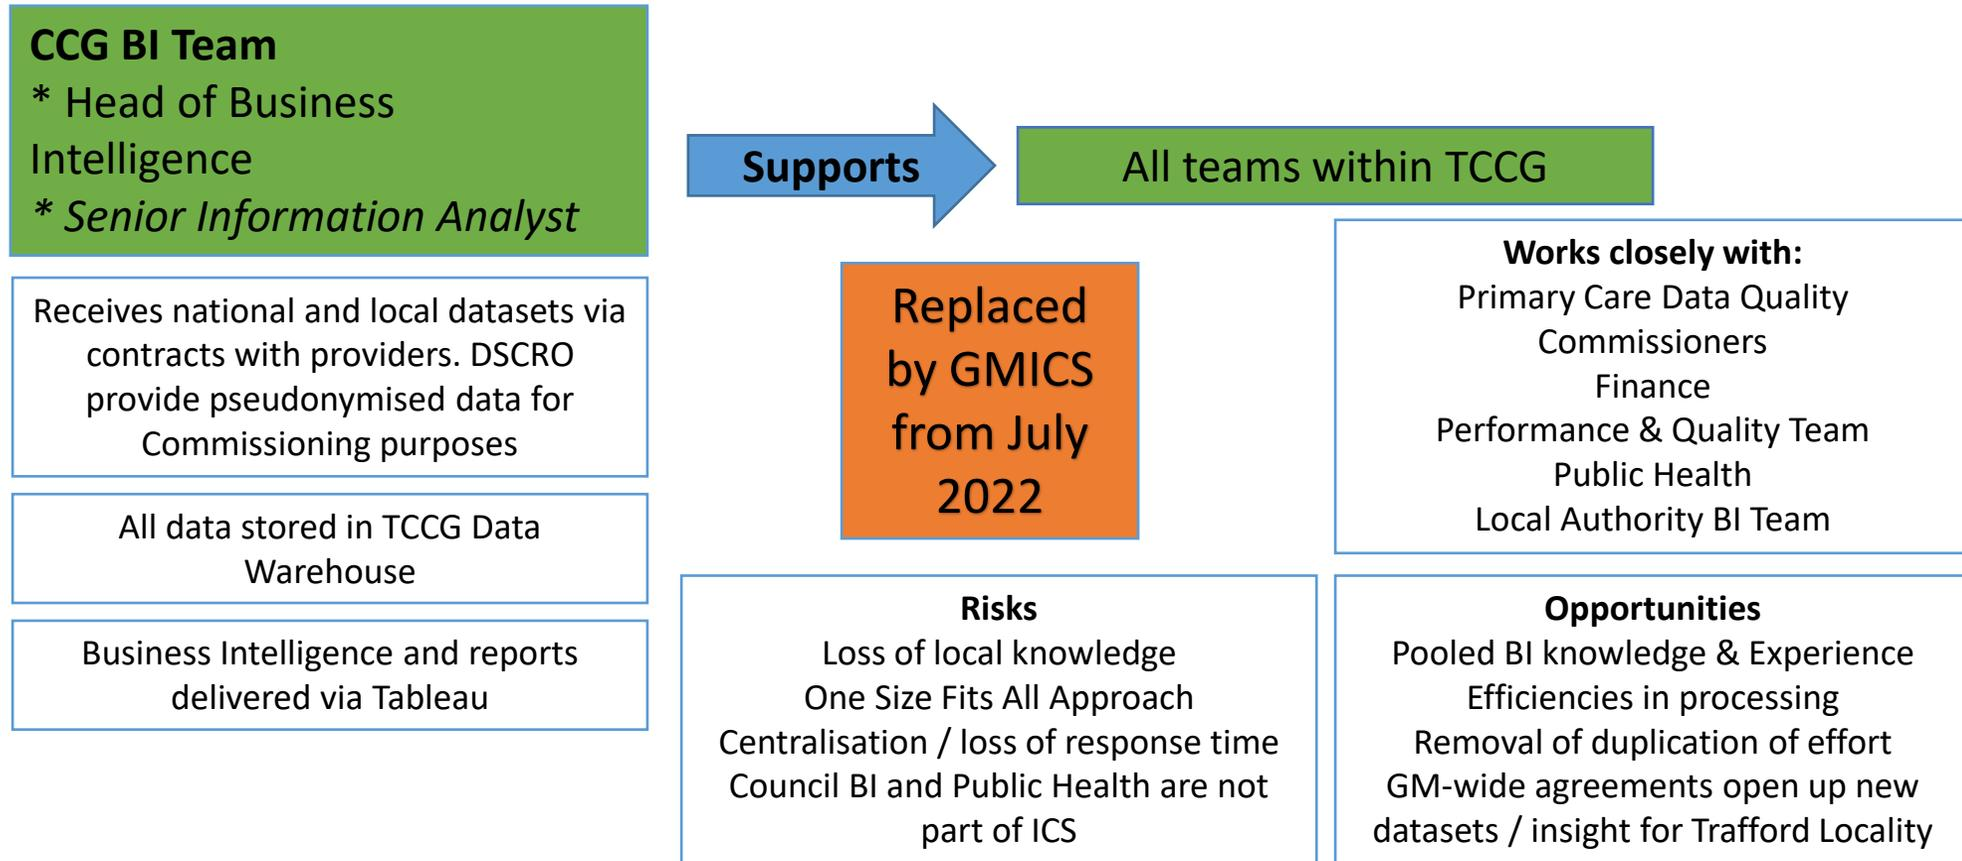 CCG BI Team
* Head of Business
Intelligence
* Senior Information Analyst
Receives national and local datasets via
contracts with providers. DSCRO
provide pseudonymised data for
Commissioning purposes
All data stored in TCCG Data
Warehouse
Business Intelligence and reports
delivered via Tableau
Supports
All teams within TCCG
Replaced
by GMICS
from July
2022
Works closely with:
Primary Care Data Quality
Commissioners
Finance
Performance & Quality Team
Public Health
Local Authority BI Team
Risks
Loss of local knowledge
One Size Fits All Approach
Centralisation / loss of response time
Council BI and Public Health are not
part of ICS
Opportunities
Pooled BI knowledge & Experience
Efficiencies in processing
Removal of duplication of effort
GM-wide agreements open up new
datasets / insight for Trafford Locality